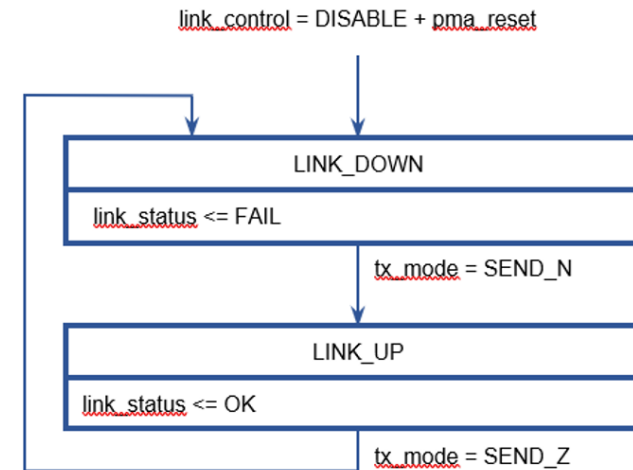 link_control = DISABLE + pma_reset
LINK_DOWN
link_status <= FAIL
tx_mode = SEND_N
LINK_UP
link_status <= OK
tx_mode = SEND_Z